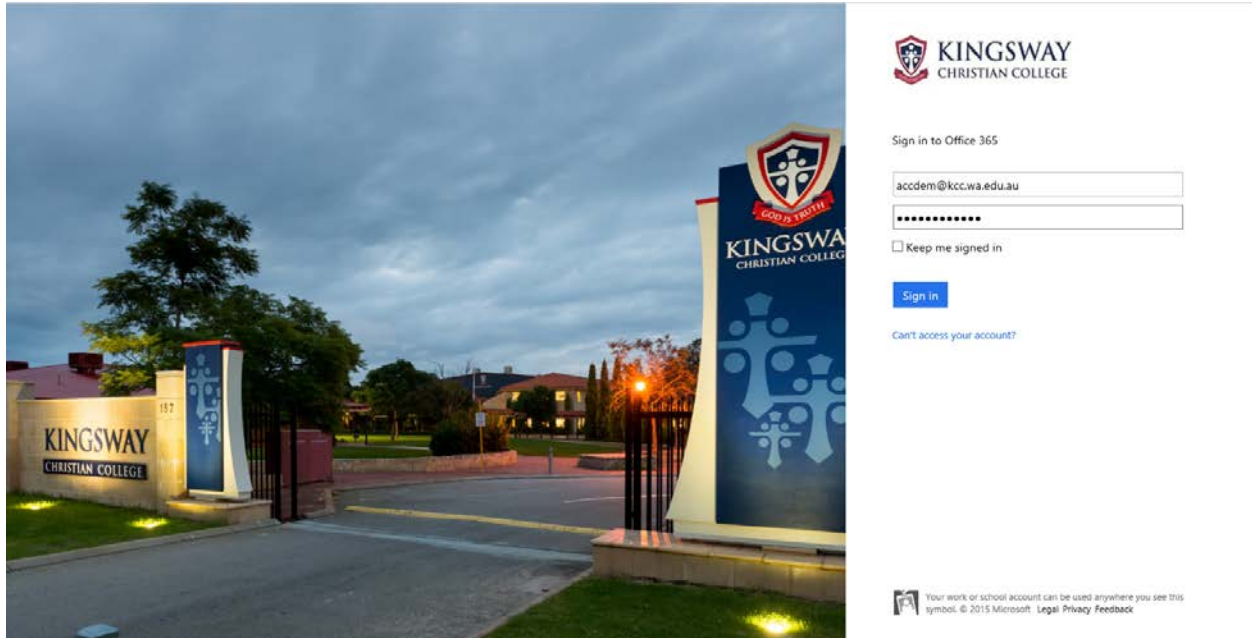 157
KINGSWAY
CHRISTIAN COLLEGE
GOD IS TRUTH
KINGSWA
CHRISTIAN COLLEG
KINGSWAY
CHRISTIAN COLLEGE
Sign in to Office 365
accdem@kcc.wa.edu.au
Keep me signed in
Sign in
Can't access your account?
Your work or school account can be used anywhere you see this
symbol. © 2015 Microsoft Legal Privacy Feedback